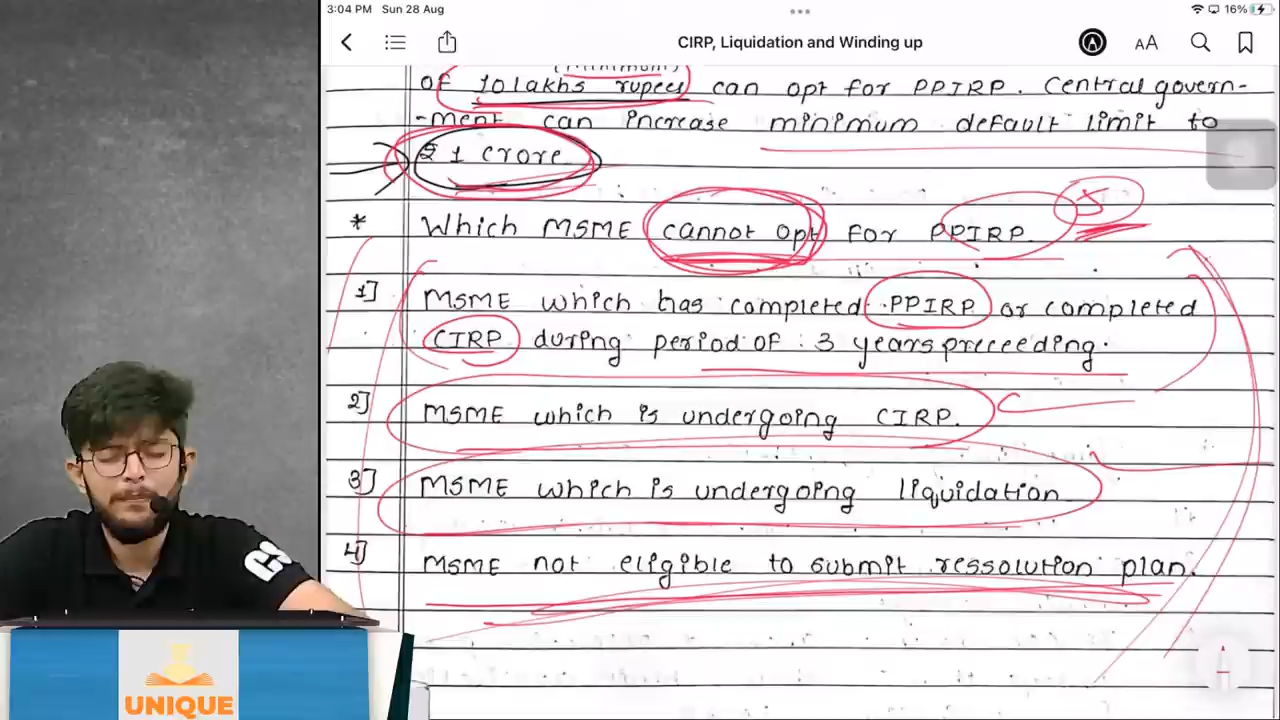 3:04 PM Sun 28 Aug
16%
CIRP, Liquidation and Winding up
AA
(Minimum)
of 10 lakhs rupees can opt for PPIRP. Central govern-
-ment can increase minimum default limit to
1 crore
* Which MSME cannot opt for PPIRP 5
1] MSME which has completed PPIRP or completed
CIRP during period of 3 years preceeding.
2] MSME which is undergoing CIRP.
3] MSME which is undergoing liquidation
4] MSME not eligible to submit ressolution plan.
CS
UNIQUE